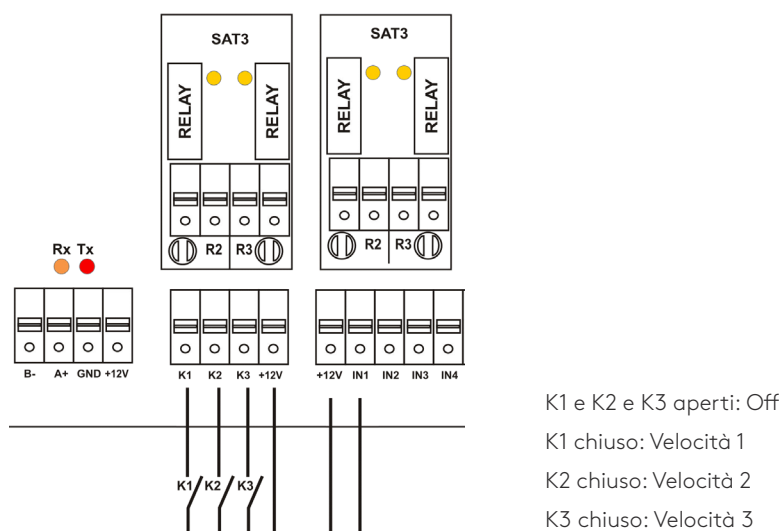 SAT3 SAT3
RELAY RELAY RELAY RELAY
R2 R3 R2 R3
Rx Tx
B- A+ GND +12V K1 K2 K3 +12V +12V IN1 IN2 IN3 IN4
K1 K2 K3
K1 e K2 e K3 aperti: Off
K1 chiuso: Velocità 1
K2 chiuso: Velocità 2
K3 chiuso: Velocità 3